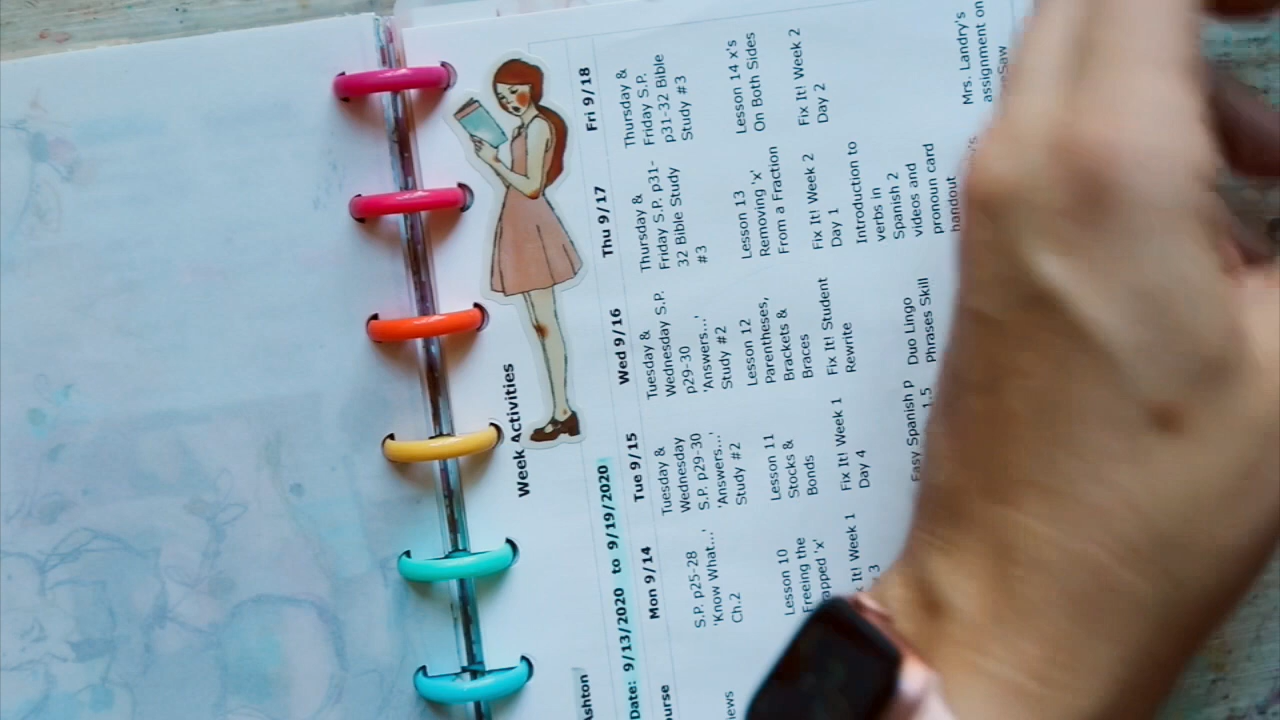 Week Activities
Ashton
Date: 9/13/2020 to 9/19/2020
Mon 9/14
Tue 9/15
Wed 9/16
Thu 9/17
Fri 9/18
S.P. p25-28
'Know What...'
Ch.2
Tuesday &
Wednesday
S.P. p29-30
'Answers...'
Study #2
Tuesday &
Wednesday S.P.
p29-30
'Answers...'
Study #2
Thursday &
Friday S.P. p31-
32 Bible Study
#3
Thursday &
Friday S.P.
p31-32 Bible
Study #3
Lesson 10
Freeing the
'x'
Lesson 11
Stocks &
Bonds
Lesson 12
Parentheses,
Brackets &
Braces
Lesson 13
Removing 'x'
From a Fraction
Lesson 14 x's
On Both Sides
It! Week 1
3
Fix It! Week 1
Day 4
Fix It! Student
Rewrite
Fix It! Week 2
Day 1
Fix It! Week 2
Day 2
Easy Spanish
1.5
Duo Lingo
Phrases Skill
Introduction to
verbs in
Spanish 2
videos and
pronoun card
handout
Mrs. Landry's
assignment on